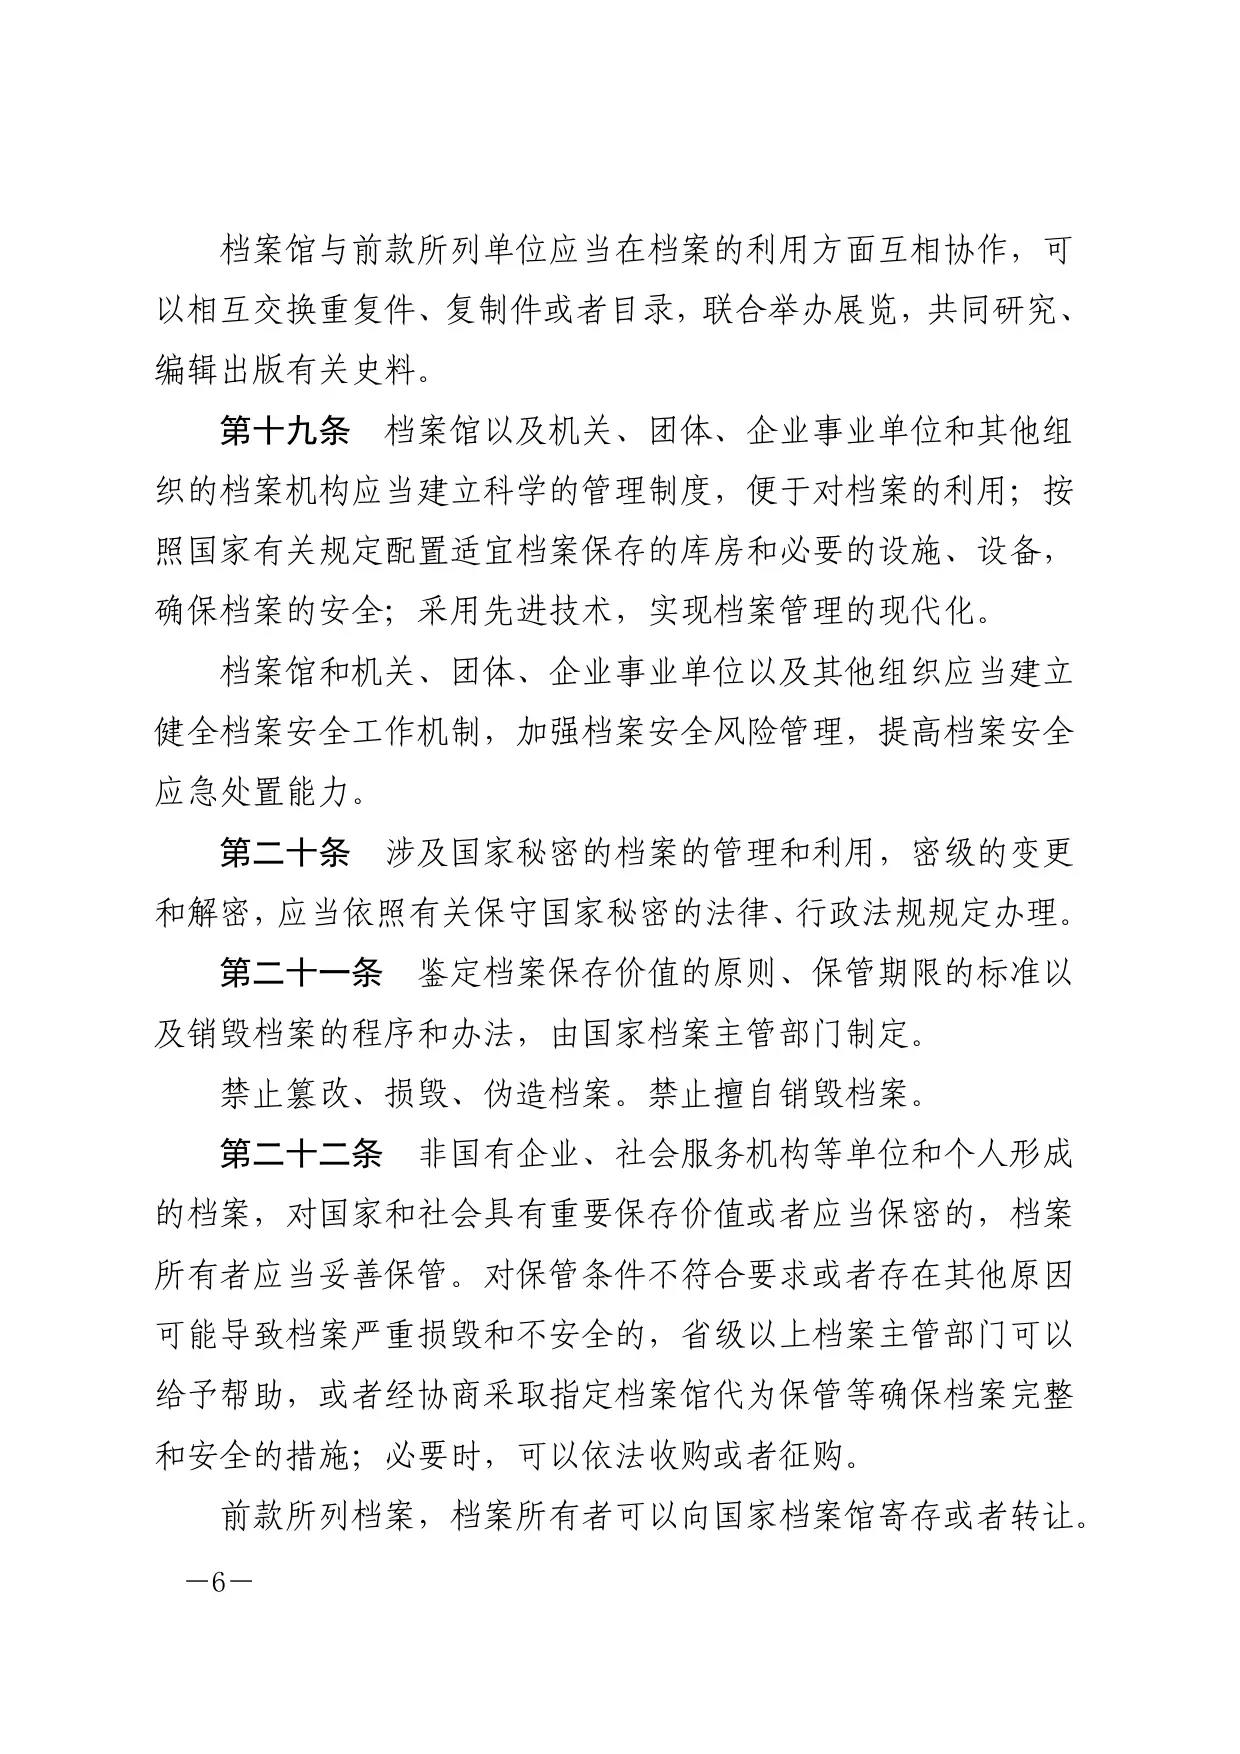 档案馆与前款所列单位应当在档案的利用方面互相协作，可
以相互交换重复件、复制件或者目录，联合举办展览，共同研究、
编辑出版有关史料。
第十九条　档案馆以及机关、团体、企业事业单位和其他组
织的档案机构应当建立科学的管理制度，便于对档案的利用；按
照国家有关规定配置适宜档案保存的库房和必要的设施、设备，
确保档案的安全；采用先进技术，实现档案管理的现代化。
档案馆和机关、团体、企业事业单位以及其他组织应当建立
健全档案安全工作机制，加强档案安全风险管理，提高档案安全
应急处置能力。
第二十条　涉及国家秘密的档案的管理和利用，密级的变更
和解密，应当依照有关保守国家秘密的法律、行政法规规定办理。
第二十一条　鉴定档案保存价值的原则、保管期限的标准以
及销毁档案的程序和办法，由国家档案主管部门制定。
禁止篡改、损毁、伪造档案。禁止擅自销毁档案。
第二十二条　非国有企业、社会服务机构等单位和个人形成
的档案，对国家和社会具有重要保存价值或者应当保密的，档案
所有者应当妥善保管。对保管条件不符合要求或者存在其他原因
可能导致档案严重损毁和不安全的，省级以上档案主管部门可以
给予帮助，或者经协商采取指定档案馆代为保管等确保档案完整
和安全的措施；必要时，可以依法收购或者征购。
前款所列档案，档案所有者可以向国家档案馆寄存或者转让。
—6—